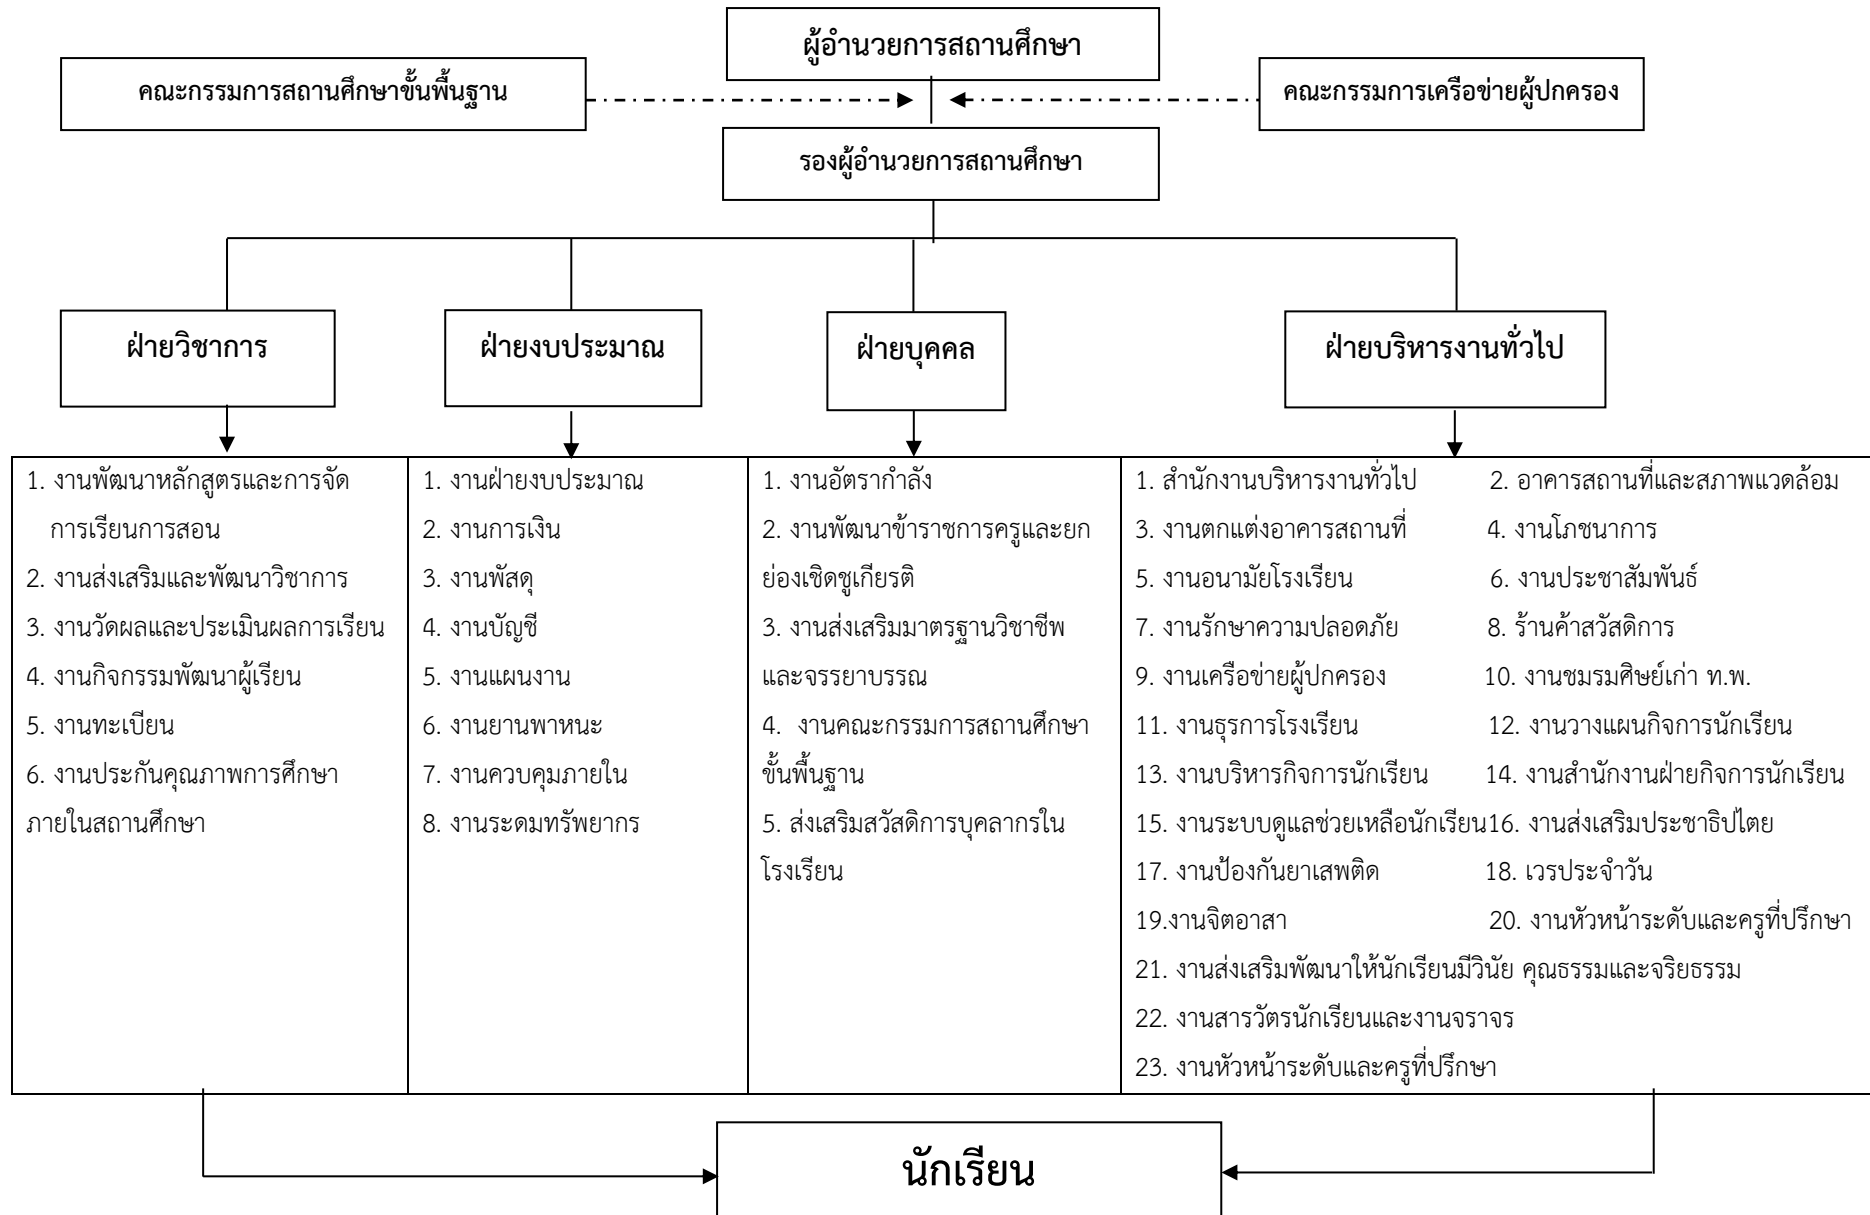 ผู้อำนวยการสถานศึกษา
คณะกรรมการสถานศึกษาขั้นพื้นฐาน
คณะกรรมการเครือข่ายผู้ปกครอง
รองผู้อำนวยการสถานศึกษา
ฝ่ายวิชาการ
ฝ่ายงบประมาณ
ฝ่ายบุคคล
ฝ่ายบริหารงานทั่วไป
1. งานพัฒนาหลักสูตรและการจัด
การเรียนการสอน
2. งานส่งเสริมและพัฒนาวิชาการ
3. งานวัดผลและประเมินผลการเรียน
4. งานกิจกรรมพัฒนาผู้เรียน
5. งานทะเบียน
6. งานประกันคุณภาพการศึกษา
ภายในสถานศึกษา
1. งานฝ่ายงบประมาณ
2. งานการเงิน
3. งานพัสดุ
4. งานบัญชี
5. งานแผนงาน
6. งานยานพาหนะ
7. งานควบคุมภายใน
8. งานระดมทรัพยากร
1. งานอัตรากำลัง
2. งานพัฒนาข้าราชการครูและยก
ย่องเชิดชูเกียรติ
3. งานส่งเสริมมาตรฐานวิชาชีพ
และจรรยาบรรณ
4. งานคณะกรรมการสถานศึกษา
ขั้นพื้นฐาน
5. ส่งเสริมสวัสดิการบุคลากรใน
โรงเรียน
1. สำนักงานบริหารงานทั่วไป 2. อาคารสถานที่และสภาพแวดล้อม
3. งานตกแต่งอาคารสถานที่ 4. งานโภชนาการ
5. งานอนามัยโรงเรียน 6. งานประชาสัมพันธ์
7. งานรักษาความปลอดภัย 8. ร้านค้าสวัสดิการ
9. งานเครือข่ายผู้ปกครอง 10. งานชมรมศิษย์เก่า ท.พ.
11. งานธุรการโรงเรียน 12. งานวางแผนกิจการนักเรียน
13. งานบริหารกิจการนักเรียน 14. งานสำนักงานฝ่ายกิจการนักเรียน
15. งานระบบดูแลช่วยเหลือนักเรียน16. งานส่งเสริมประชาธิปไตย
17. งานป้องกันยาเสพติด 18. เวรประจำวัน
19.งานจิตอาสา 20. งานหัวหน้าระดับและครูที่ปรึกษา
21. งานส่งเสริมพัฒนาให้นักเรียนมีวินัย คุณธรรมและจริยธรรม
22. งานสารวัตรนักเรียนและงานจราจร
23. งานหัวหน้าระดับและครูที่ปรึกษา
นักเรียน